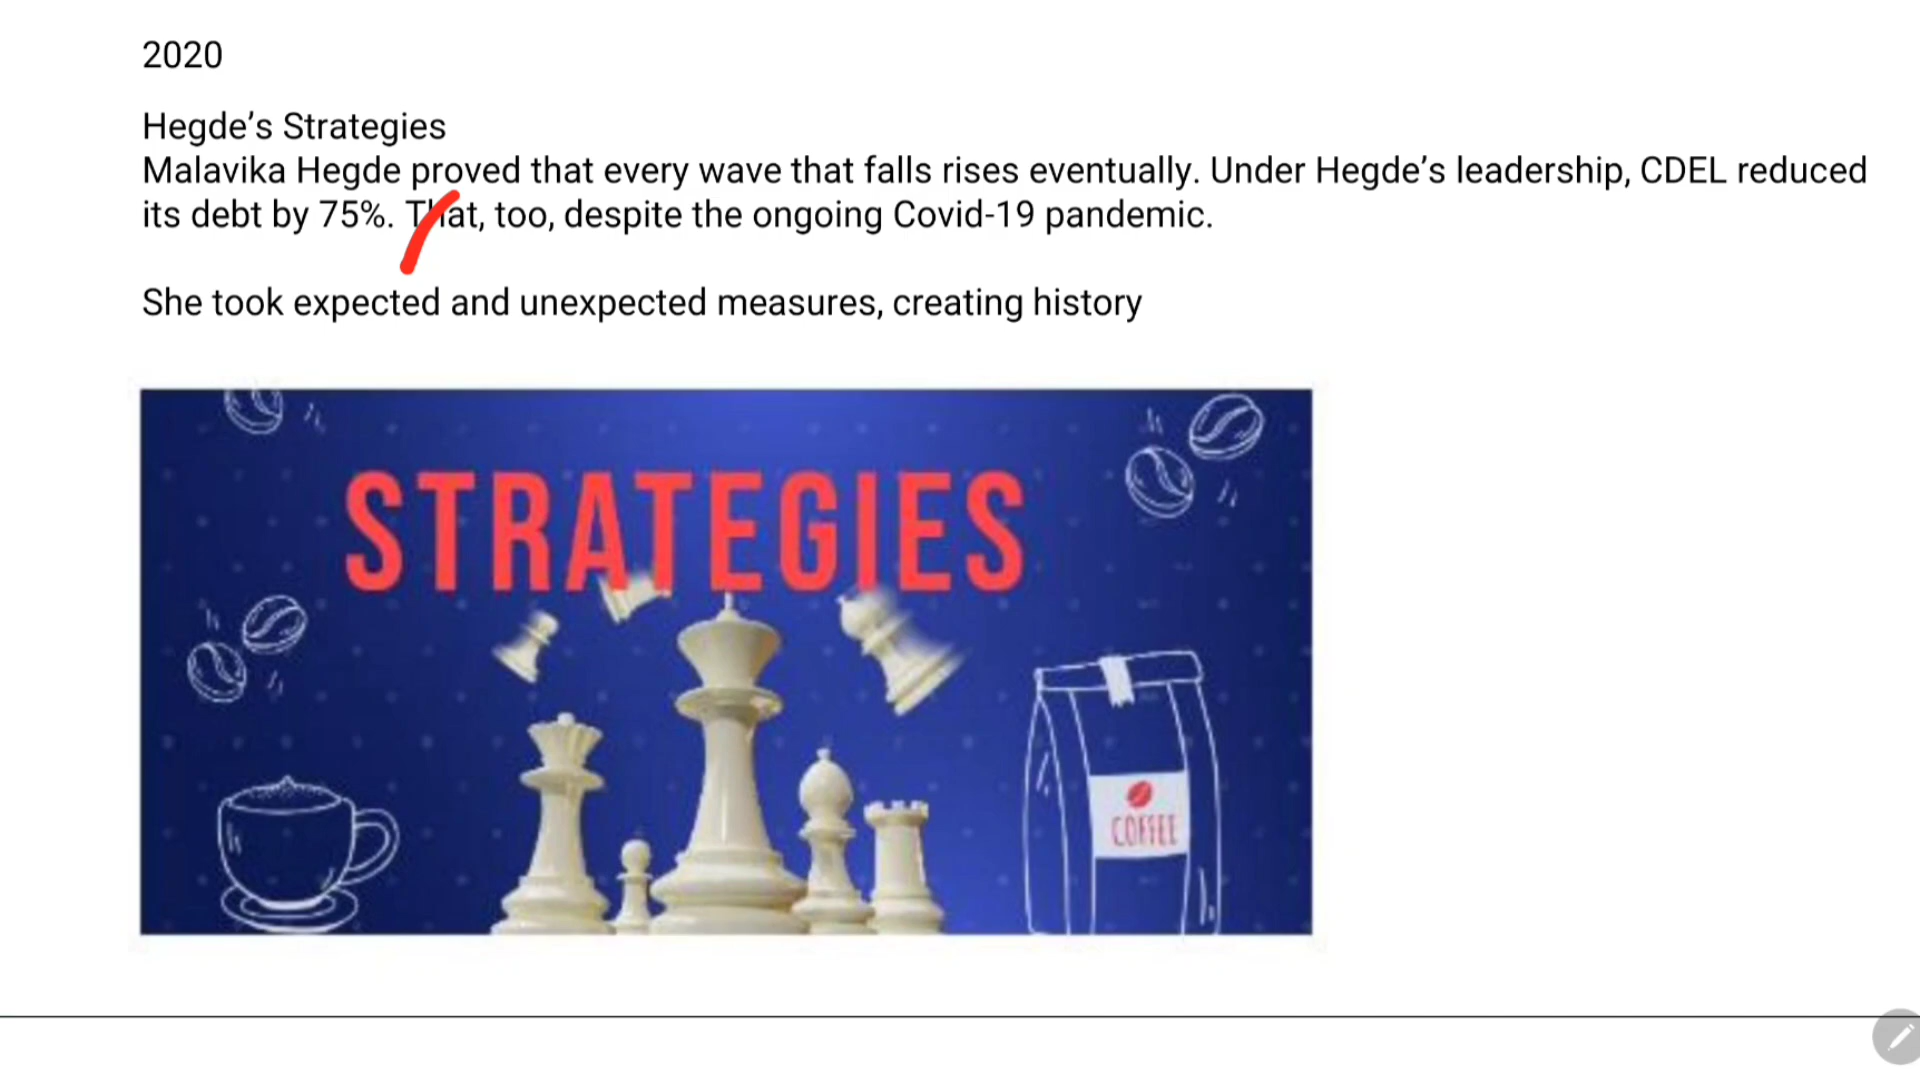 2020
Hegde’s Strategies
Malavika Hegde proved that every wave that falls rises eventually. Under Hegde’s leadership, CDEL reduced
its debt by 75%. That, too, despite the ongoing Covid-19 pandemic.
She took expected and unexpected measures, creating history
STRATEGIES
COFFEE